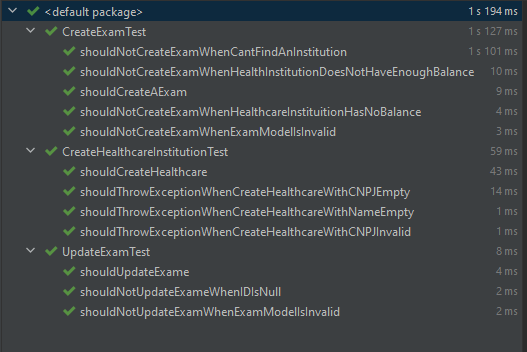 <default package> 1 s 194 ms
CreateExamTest 1 s 127 ms
shouldNotCreateExamWhenCantFindAnInstitution 1 s 101 ms
shouldNotCreateExamWhenHealthInstitutionDoesNotHaveEnoughBalance 10 ms
shouldCreateAExam 9 ms
shouldNotCreateExamWhenHealthcareInstituitionHasNoBalance 4 ms
shouldNotCreateExamWhenExamModelIsInvalid 3 ms
CreateHealthcareInstitutionTest 59 ms
shouldCreateHealthcare 43 ms
shouldThrowExceptionWhenCreateHealthcareWithCNPJEmpty 14 ms
shouldThrowExceptionWhenCreateHealthcareWithNameEmpty 1 ms
shouldThrowExceptionWhenCreateHealthcareWithCNPJInvalid 1 ms
UpdateExamTest 8 ms
shouldUpdateExame 4 ms
shouldNotUpdateExameWhenIDIsNull 2 ms
shouldNotUpdateExamWhenExamModelIsInvalid 2 ms